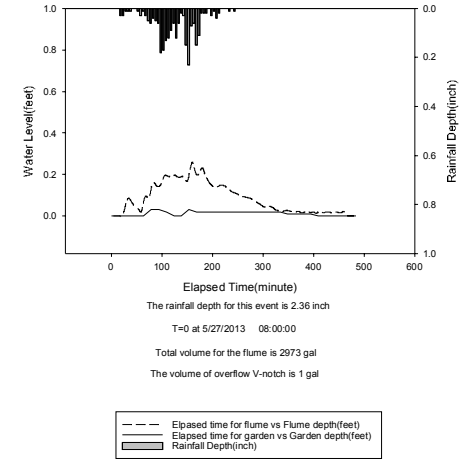 1.0
0.8
0.6
0.4
0.2
0.0
Water Level(feet)
0.0
0.2
0.4
0.6
0.8
1.0
Rainfall Depth(inch)
0 100 200 300 400 500 600
Elapsed Time(minute)
The rainfall depth for this event is 2.36 inch
T=0 at 5/27/2013 08:00:00
Total volume for the flume is 2973 gal
The volume of overflow V-notch is 1 gal
Elpased time for flume vs Flume depth(feet)
Elapsed time for garden vs Garden depth(feet)
Rainfall Depth(inch)